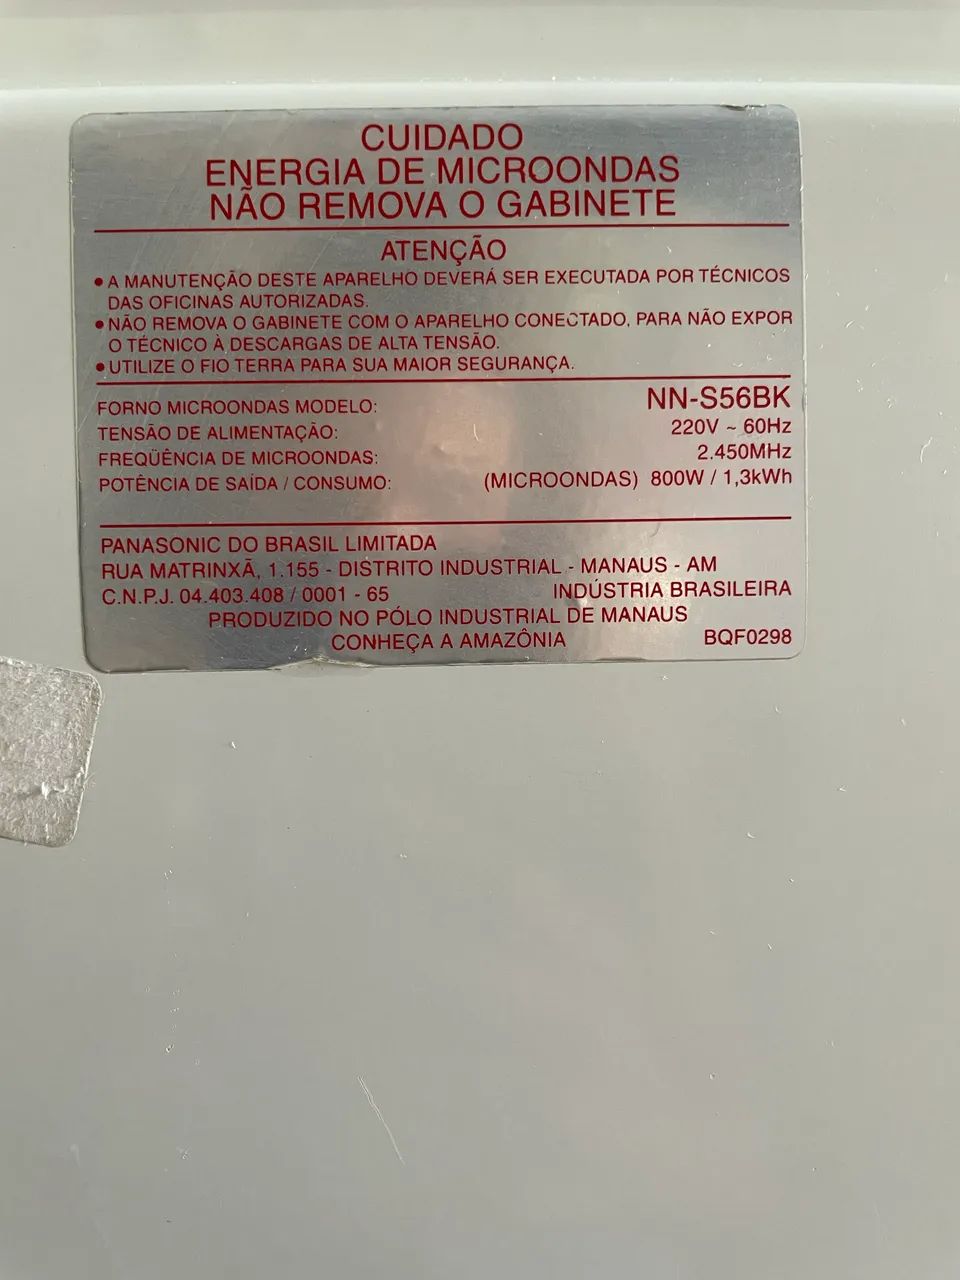 CUIDADO
ENERGIA DE MICROONDAS
NÃO REMOVA O GABINETE
ATENÇÃO
• A MANUTENÇÃO DESTE APARELHO DEVERÁ SER EXECUTADA POR TÉCNICOS
DAS OFICINAS AUTORIZADAS.
• NÃO REMOVA O GABINETE COM O APARELHO CONECTADO, PARA NÃO EXPOR
O TÉCNICO À DESCARGAS DE ALTA TENSÃO.
• UTILIZE O FIO TERRA PARA SUA MAIOR SEGURANÇA.
FORNO MICROONDAS MODELO: NN-S56BK
TENSÃO DE ALIMENTAÇÃO: 220V ~ 60Hz
FREQÜÊNCIA DE MICROONDAS: 2.450MHz
POTÊNCIA DE SAÍDA / CONSUMO: (MICROONDAS) 800W / 1,3kWh
PANASONIC DO BRASIL LIMITADA
RUA MATRINXÃ, 1.155 - DISTRITO INDUSTRIAL - MANAUS - AM
C.N.P.J. 04.403.408 / 0001 - 65 INDÚSTRIA BRASILEIRA
PRODUZIDO NO PÓLO INDUSTRIAL DE MANAUS
CONHEÇA A AMAZÔNIA BQF0298